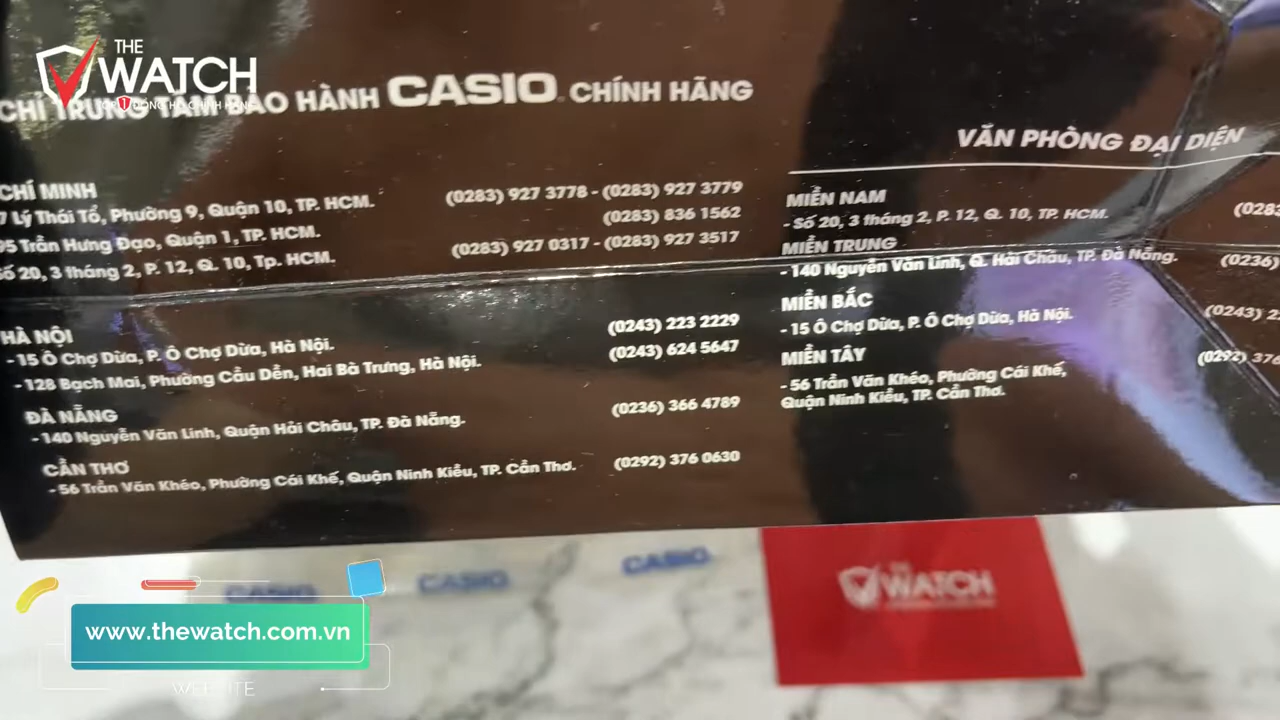 THE
WATCH
CHỈ TRUNG TÂM BẢO HÀNH CASIO CHÍNH HÃNG
CHÍ MINH
7 Lý Thái Tổ, Phường 9, Quận 10, TP. HCM. (0283) 927 3778 - (0283) 927 3779
95 Trần Hưng Đạo, Quận 1, TP. HCM. (0283) 836 1562
Số 20, 3 tháng 2, P. 12, Q. 10, Tp. HCM. (0283) 927 0317 - (0283) 927 3517
HÀ NỘI
- 15 Ô Chợ Dừa, P. Ô Chợ Dừa, Hà Nội. (0243) 223 2229
- 128 Bạch Mai, Phường Cầu Dền, Hai Bà Trưng, Hà Nội. (0243) 624 5647
ĐÀ NẴNG
- 140 Nguyễn Văn Linh, Quận Hải Châu, TP. Đà Nẵng. (0236) 366 4789
CẦN THƠ
- 56 Trần Văn Khéo, Phường Cái Khế, Quận Ninh Kiều, TP. Cần Thơ. (0292) 376 0630
VĂN PHÒNG ĐẠI DIỆN
MIỀN NAM
- Số 20, 3 tháng 2, P. 12, Q. 10, TP. HCM. (028
MIỀN TRUNG
- 140 Nguyễn Văn Linh, Q. Hải Châu, TP. Đà Nẵng. (0236)
MIỀN BẮC
- 15 Ô Chợ Dừa, P. Ô Chợ Dừa, Hà Nội. (0243) 2
MIỀN TÂY
- 56 Trần Văn Khéo, Phường Cái Khế, (0292) 376
Quận Ninh Kiều, TP. Cần Thơ.
CASIO CASIO CASIO
WATCH
www.thewatch.com.vn
WEBSITE